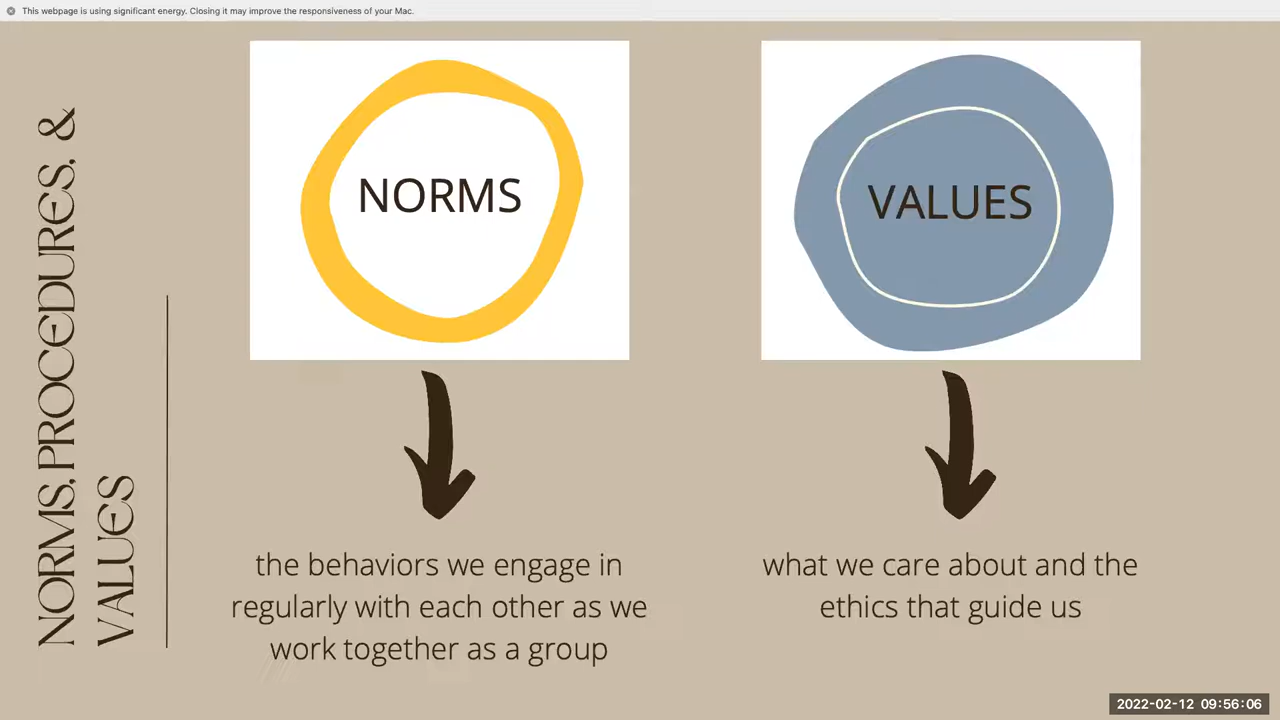 This webpage is using significant energy. Closing it may improve the responsiveness of your Mac.
NORMS, PROCEDURES, &
VALUES
NORMS
VALUES
the behaviors we engage in
regularly with each other as we
work together as a group
what we care about and the
ethics that guide us
2022-02-12 09:56:06